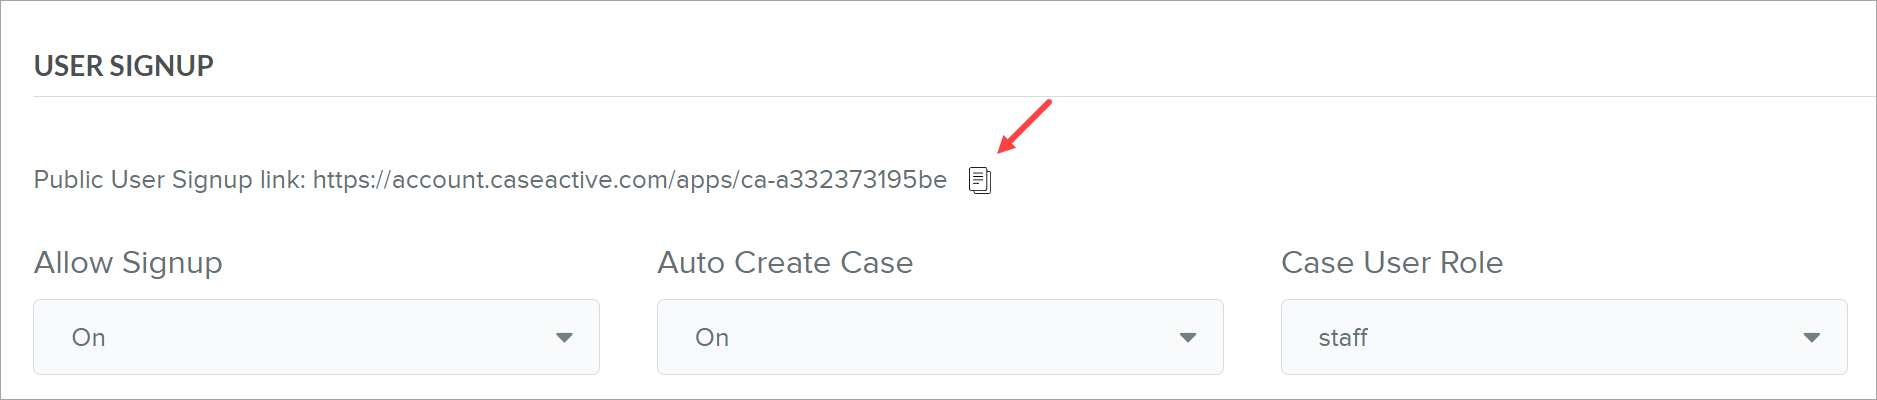 USER SIGNUP
Public User Signup link: https://account.caseactive.com/apps/ca-a332373195be
Allow Signup
Auto Create Case
Case User Role
On
On
staff